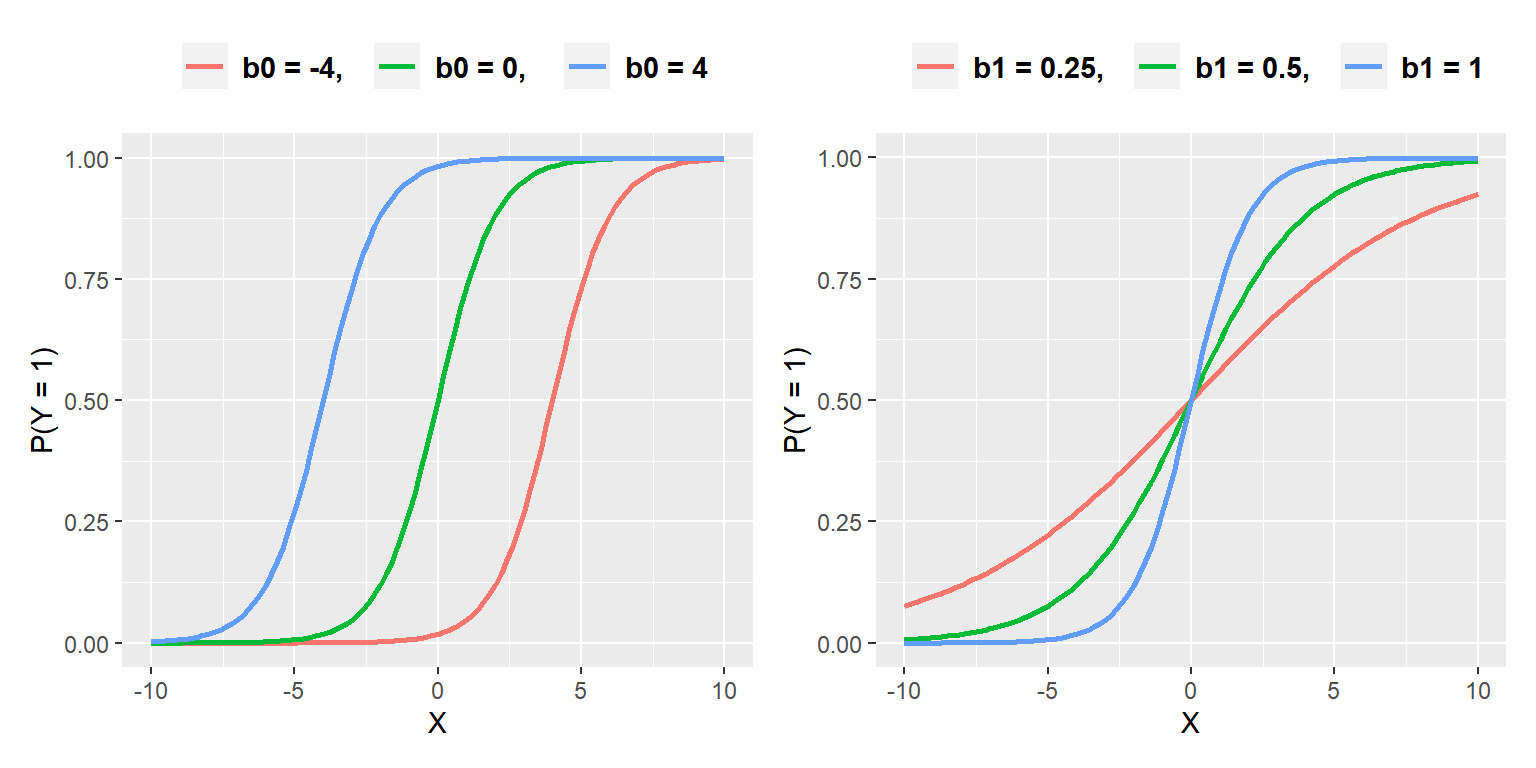 b0 = -4, b0 = 0, b0 = 4
P(Y = 1)
1.00
0.75
0.50
0.25
0.00
-10 -5 0 5 10
X
b1 = 0.25, b1 = 0.5, b1 = 1
P(Y = 1)
1.00
0.75
0.50
0.25
0.00
-10 -5 0 5 10
X